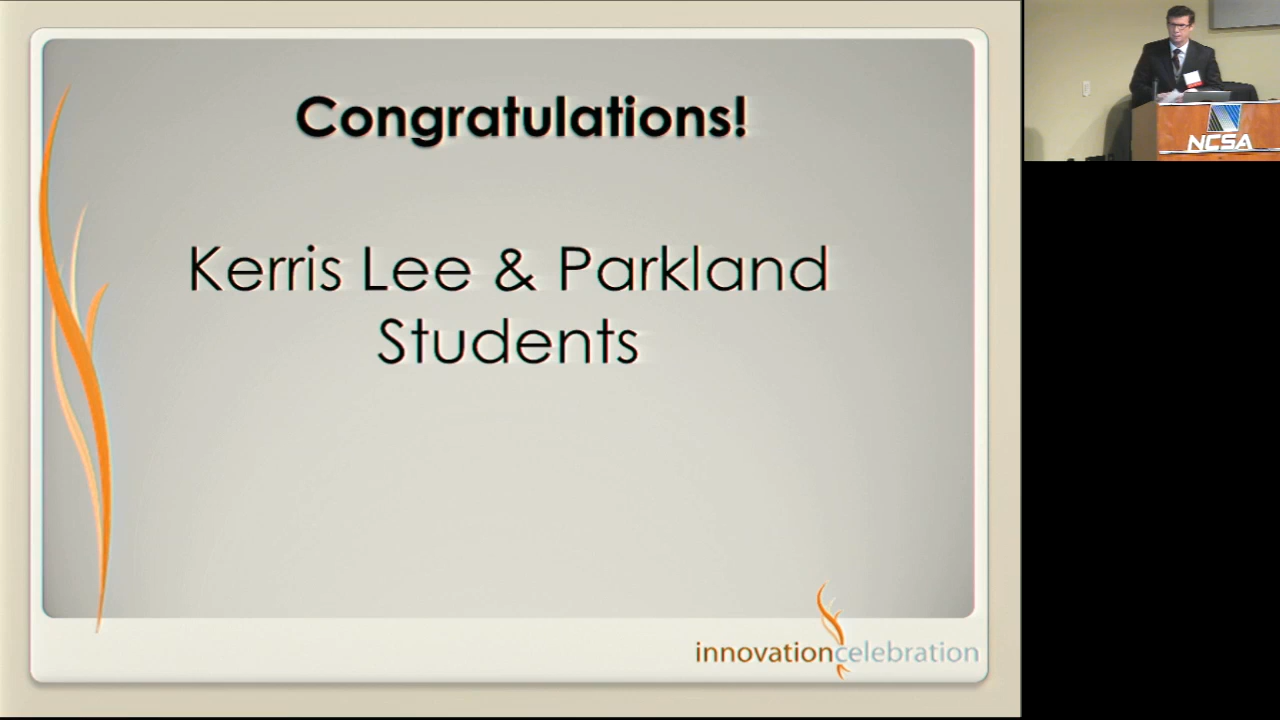 Congratulations!
Kerris Lee & Parkland
Students
innovationcelebration
NCSA